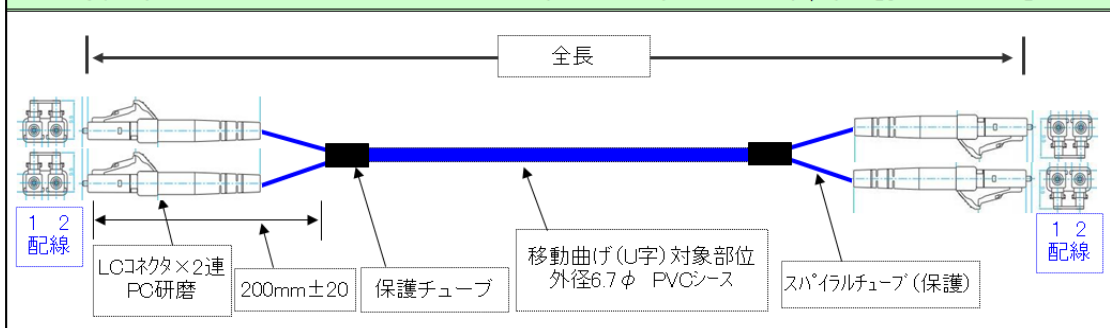 全長
1 2
配線
LCコネクタ×2連
PC研磨
200mm±20
保護チューブ
移動曲げ(U字)対象部位
外径6.7φ PVCシース
スパイラルチューブ(保護)
1 2
配線